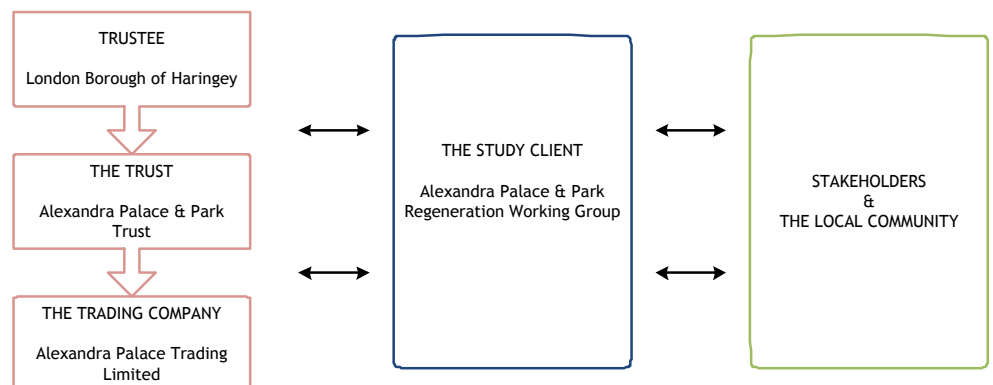 TRUSTEE
London Borough of Haringey
THE TRUST
Alexandra Palace & Park
Trust
THE TRADING COMPANY
Alexandra Palace Trading
Limited
THE STUDY CLIENT
Alexandra Palace & Park
Regeneration Working Group
STAKEHOLDERS
&
THE LOCAL COMMUNITY